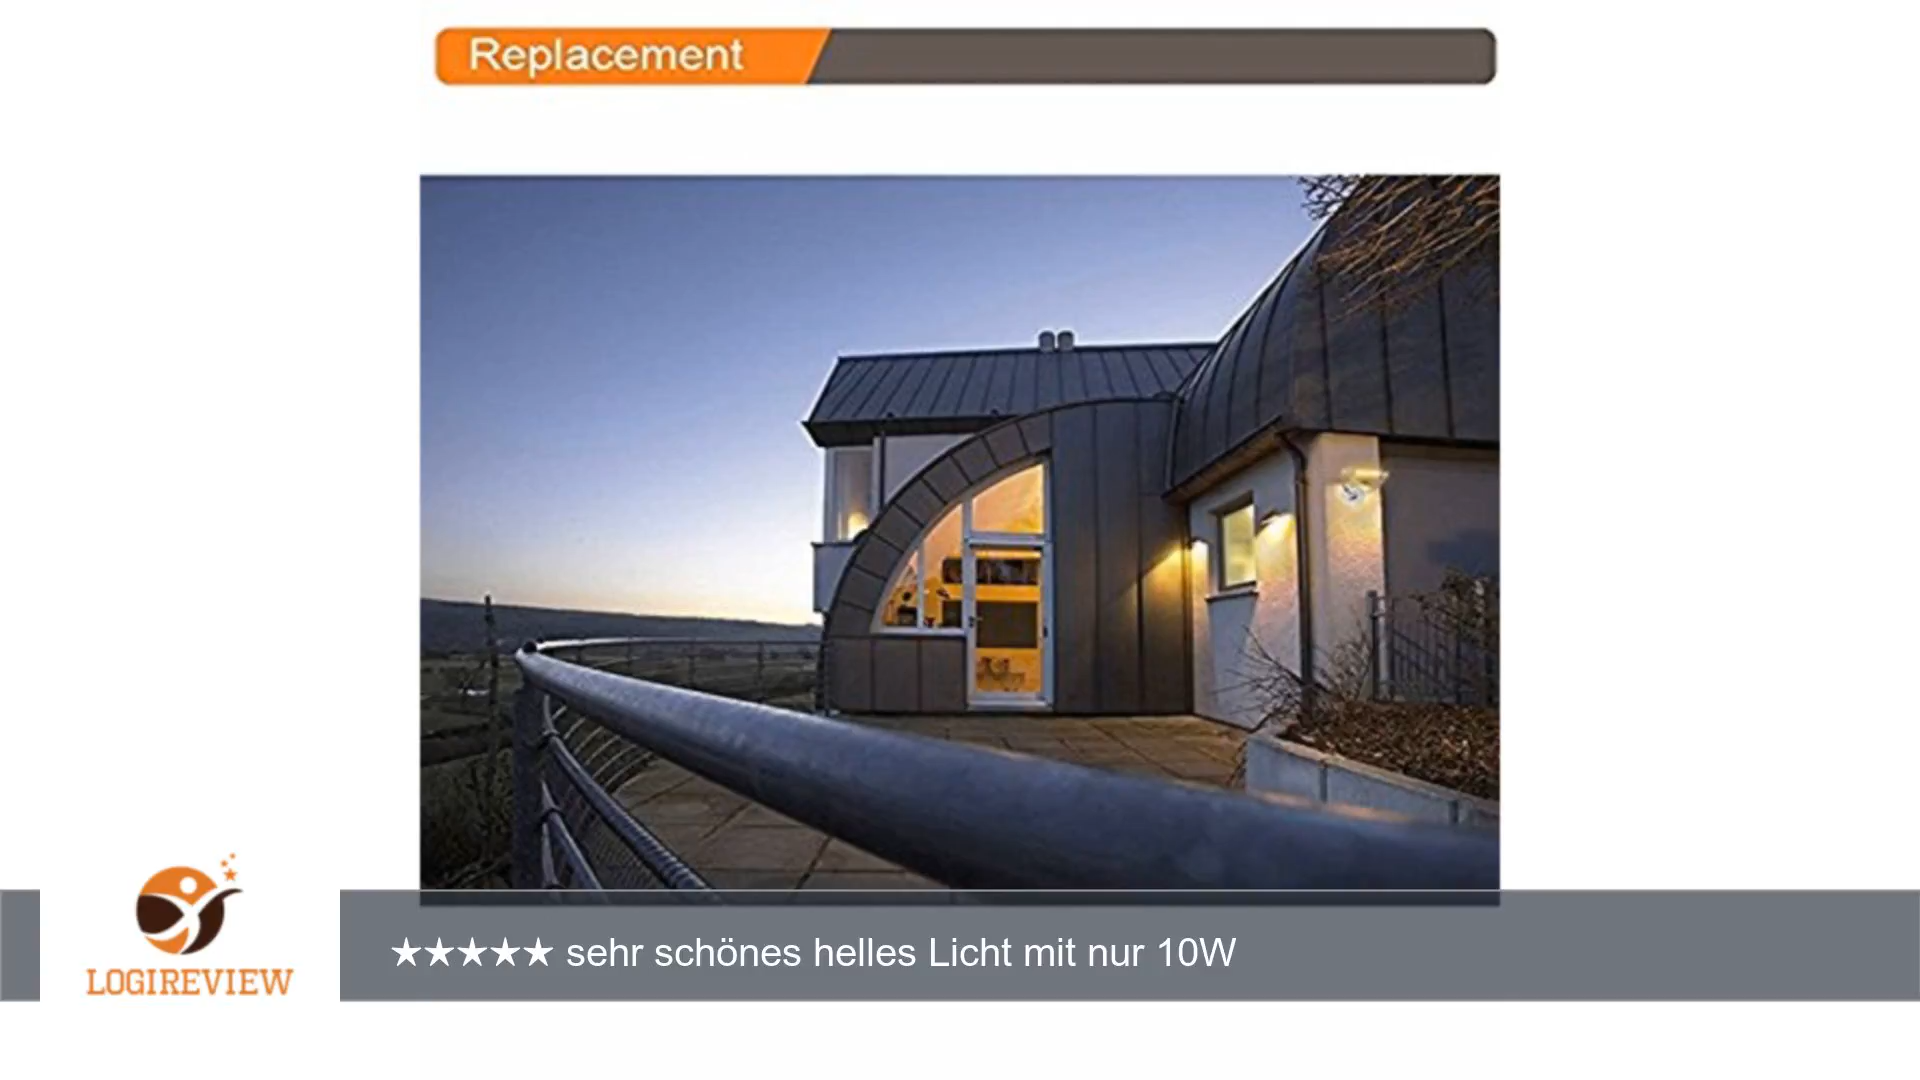 Replacement
★★★★★ sehr schönes helles Licht mit nur 10W
LOGIREVIEW